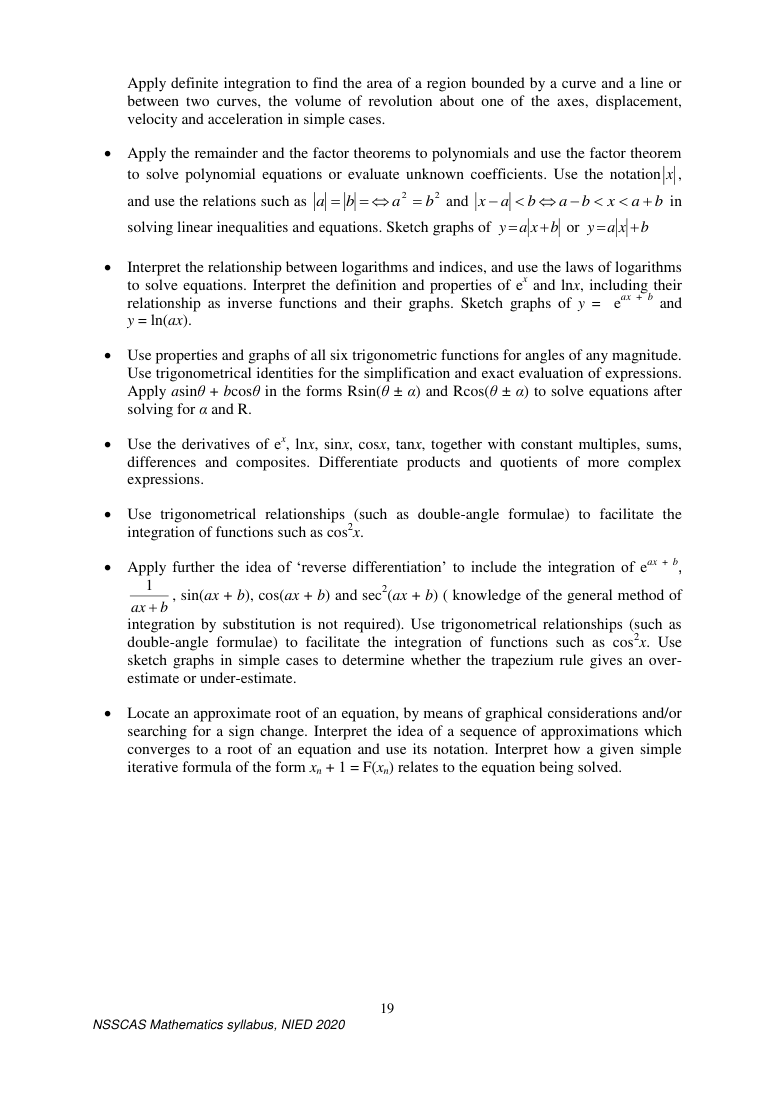 Apply definite integration to find the area of a region bounded by a curve and a line or
between two curves, the volume of revolution about one of the axes, displacement,
velocity and acceleration in simple cases.
• Apply the remainder and the factor theorems to polynomials and use the factor theorem
to solve polynomial equations or evaluate unknown coefficients. Use the notation |x|,
and use the relations such as |a| = |b| = ⇔ a² = b² and |x − a| < b ⇔ a − b < x < a + b in
solving linear inequalities and equations. Sketch graphs of y = a|x + b| or y = a|x| + b
• Interpret the relationship between logarithms and indices, and use the laws of logarithms
to solve equations. Interpret the definition and properties of eˣ and lnx, including their
relationship as inverse functions and their graphs. Sketch graphs of y = e^(ax + b) and
y = ln(ax).
• Use properties and graphs of all six trigonometric functions for angles of any magnitude.
Use trigonometrical identities for the simplification and exact evaluation of expressions.
Apply asinθ + bcosθ in the forms Rsin(θ ± α) and Rcos(θ ± α) to solve equations after
solving for α and R.
• Use the derivatives of eˣ, lnx, sinx, cosx, tanx, together with constant multiples, sums,
differences and composites. Differentiate products and quotients of more complex
expressions.
• Use trigonometrical relationships (such as double-angle formulae) to facilitate the
integration of functions such as cos²x.
• Apply further the idea of ‘reverse differentiation’ to include the integration of e^(ax + b),
1/(ax + b), sin(ax + b), cos(ax + b) and sec²(ax + b) ( knowledge of the general method of
integration by substitution is not required). Use trigonometrical relationships (such as
double-angle formulae) to facilitate the integration of functions such as cos²x. Use
sketch graphs in simple cases to determine whether the trapezium rule gives an over-
estimate or under-estimate.
• Locate an approximate root of an equation, by means of graphical considerations and/or
searching for a sign change. Interpret the idea of a sequence of approximations which
converges to a root of an equation and use its notation. Interpret how a given simple
iterative formula of the form xₙ + 1 = F(xₙ) relates to the equation being solved.
19
NSSCAS Mathematics syllabus, NIED 2020